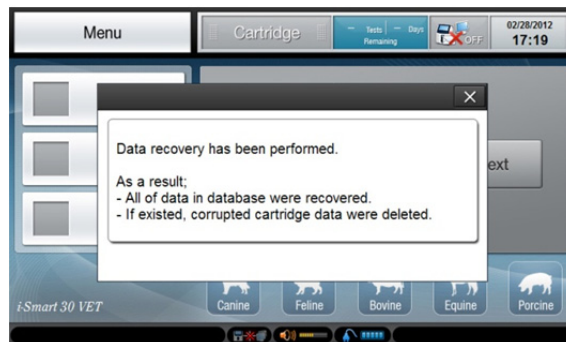 Menu
Cartridge
Tests Days
Remaining
OFF
02/28/2012
17:19
Data recovery has been performed.
As a result;
- All of data in database were recovered.
- If existed, corrupted cartridge data were deleted.
ext
i-Smart 30 VET
Canine
Feline
Bovine
Equine
Porcine